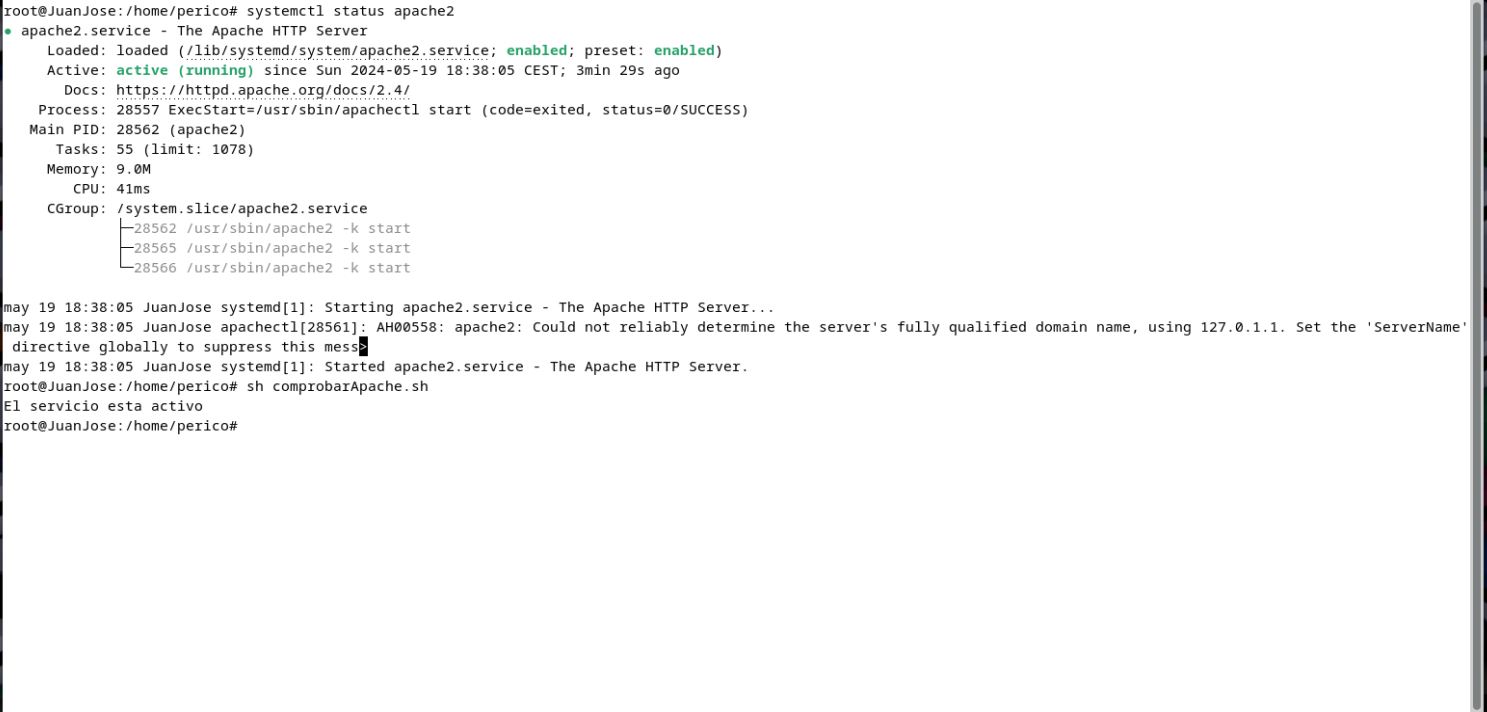 root@JuanJose:/home/perico# systemctl status apache2
● apache2.service - The Apache HTTP Server
     Loaded: loaded (/lib/systemd/system/apache2.service; enabled; preset: enabled)
     Active: active (running) since Sun 2024-05-19 18:38:05 CEST; 3min 29s ago
       Docs: https://httpd.apache.org/docs/2.4/
    Process: 28557 ExecStart=/usr/sbin/apachectl start (code=exited, status=0/SUCCESS)
   Main PID: 28562 (apache2)
      Tasks: 55 (limit: 1078)
     Memory: 9.0M
        CPU: 41ms
     CGroup: /system.slice/apache2.service
             ├─28562 /usr/sbin/apache2 -k start
             ├─28565 /usr/sbin/apache2 -k start
             └─28566 /usr/sbin/apache2 -k start

may 19 18:38:05 JuanJose systemd[1]: Starting apache2.service - The Apache HTTP Server...
may 19 18:38:05 JuanJose apachectl[28561]: AH00558: apache2: Could not reliably determine the server's fully qualified domain name, using 127.0.1.1. Set the 'ServerName'
 directive globally to suppress this mess>
may 19 18:38:05 JuanJose systemd[1]: Started apache2.service - The Apache HTTP Server.
root@JuanJose:/home/perico# sh comprobarApache.sh
El servicio esta activo
root@JuanJose:/home/perico#